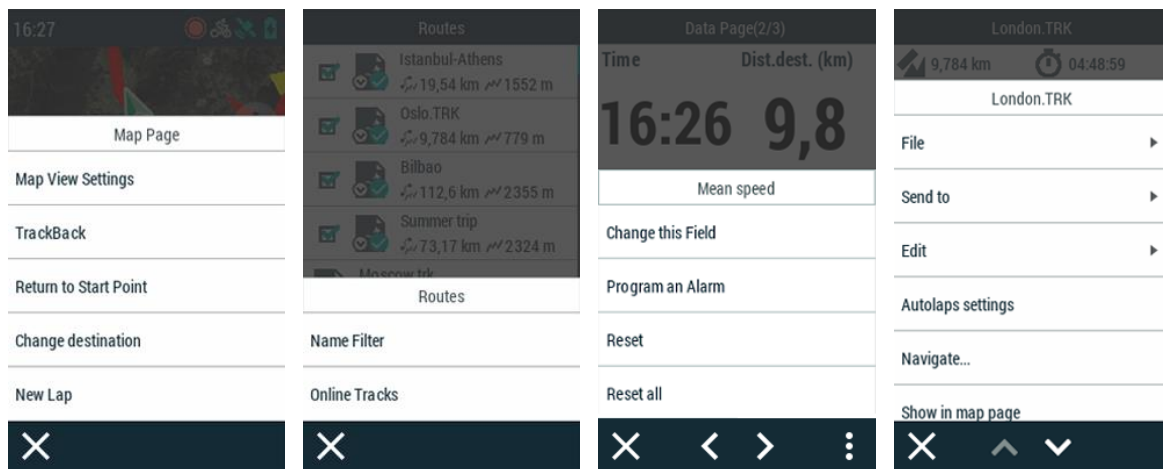 16:27
Map Page
Map View Settings
TrackBack
Return to Start Point
Change destination
New Lap
Routes
Istanbul-Athens
19,54 km 1552 m
Oslo.TRK
9,784 km 779 m
Bilbao
112,6 km 2355 m
Summer trip
73,17 km 2324 m
Moscow trk
Routes
Name Filter
Online Tracks
Data Page(2/3)
Time Dist.dest. (km)
16:26 9,8
Mean speed
Change this Field
Program an Alarm
Reset
Reset all
London.TRK
9,784 km 04:48:59
London.TRK
File
Send to
Edit
Autolaps settings
Navigate...
Show in map page